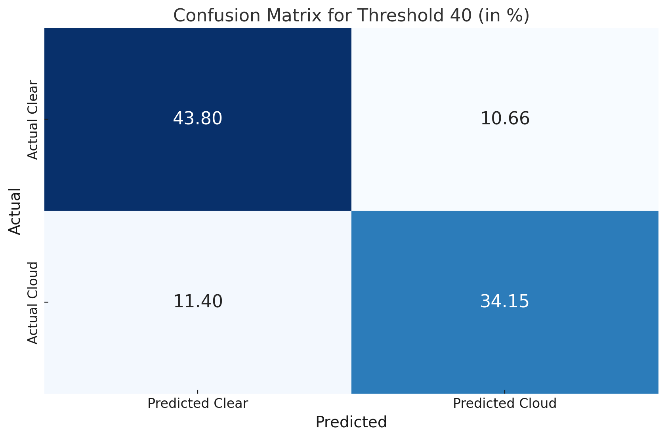 Confusion Matrix for Threshold 40 (in %)
Actual
Actual Clear
43.80
10.66
Actual Cloud
11.40
34.15
Predicted Clear
Predicted Cloud
Predicted